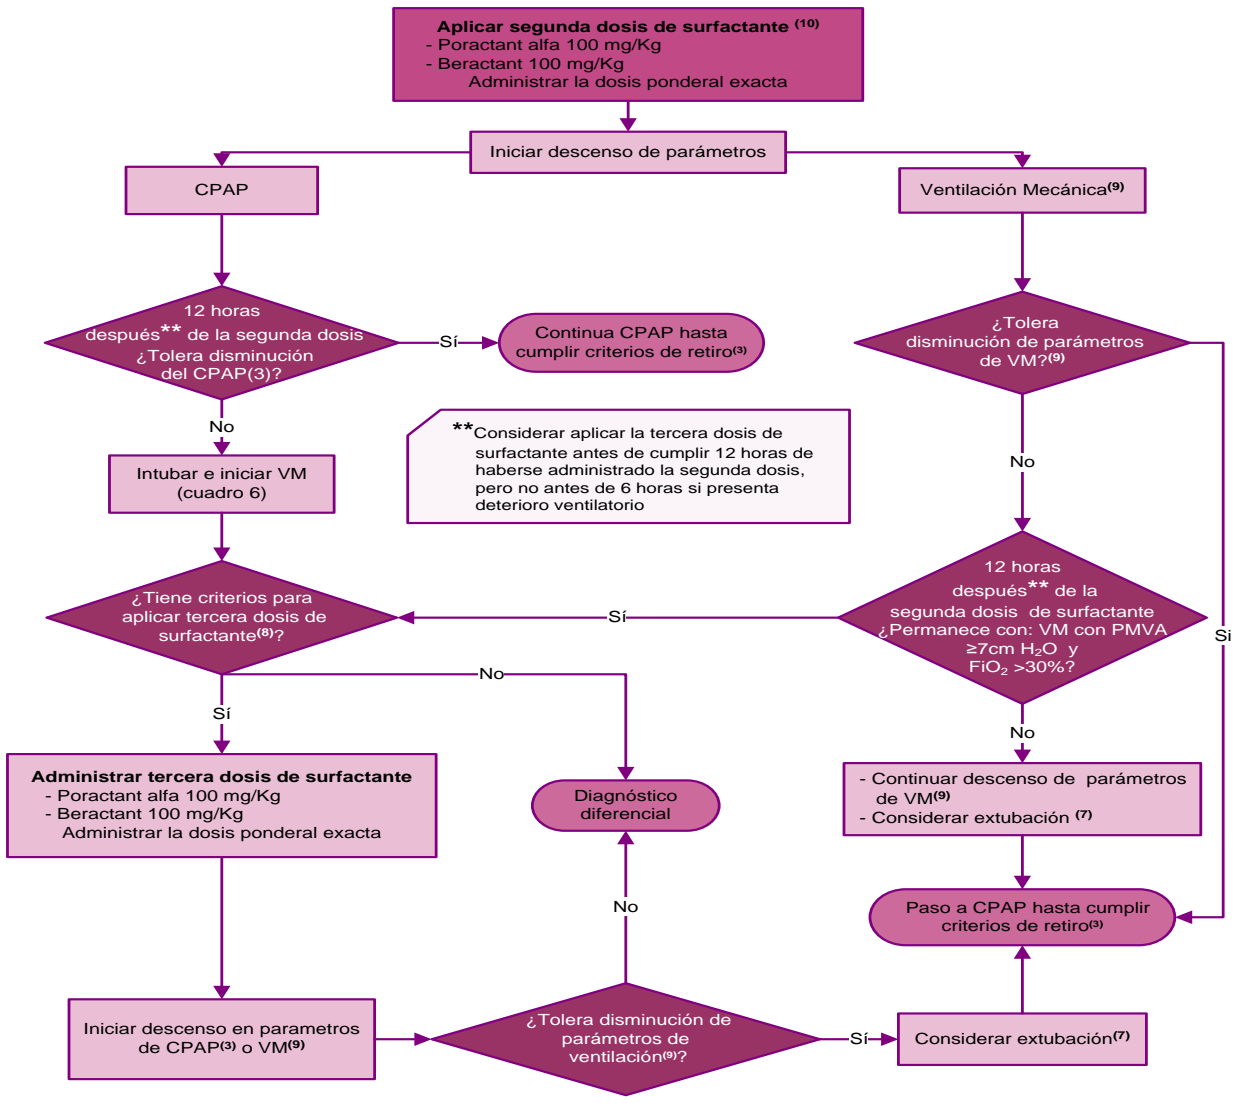 Aplicar segunda dosis de surfactante (10)
- Poractant alfa 100 mg/Kg
- Beractant 100 mg/Kg
Administrar la dosis ponderal exacta
Iniciar descenso de parámetros
CPAP
Ventilación Mecánica(9)
12 horas
después** de la segunda dosis
¿Tolera disminución
del CPAP(3)?
Sí
Continua CPAP hasta
cumplir criterios de retiro(3)
¿Tolera
disminución de parámetros
de VM?(9)
No
Intubar e iniciar VM
(cuadro 6)
**Considerar aplicar la tercera dosis de
surfactante antes de cumplir 12 horas de
haberse administrado la segunda dosis,
pero no antes de 6 horas si presenta
deterioro ventilatorio
No
Si
¿Tiene criterios para
aplicar tercera dosis de
surfactante(8)?
Sí
12 horas
después** de la
segunda dosis de surfactante
¿Permanece con: VM con PMVA
≥7cm H2O y
FiO2 >30%?
No
Sí
No
Administrar tercera dosis de surfactante
- Poractant alfa 100 mg/Kg
- Beractant 100 mg/Kg
Administrar la dosis ponderal exacta
Diagnóstico
diferencial
- Continuar descenso de parámetros
de VM(9)
- Considerar extubación (7)
No
Paso a CPAP hasta cumplir
criterios de retiro(3)
Iniciar descenso en parametros
de CPAP(3) o VM(9)
¿Tolera disminución de
parámetros de
ventilación(9)?
Sí
Considerar extubación(7)